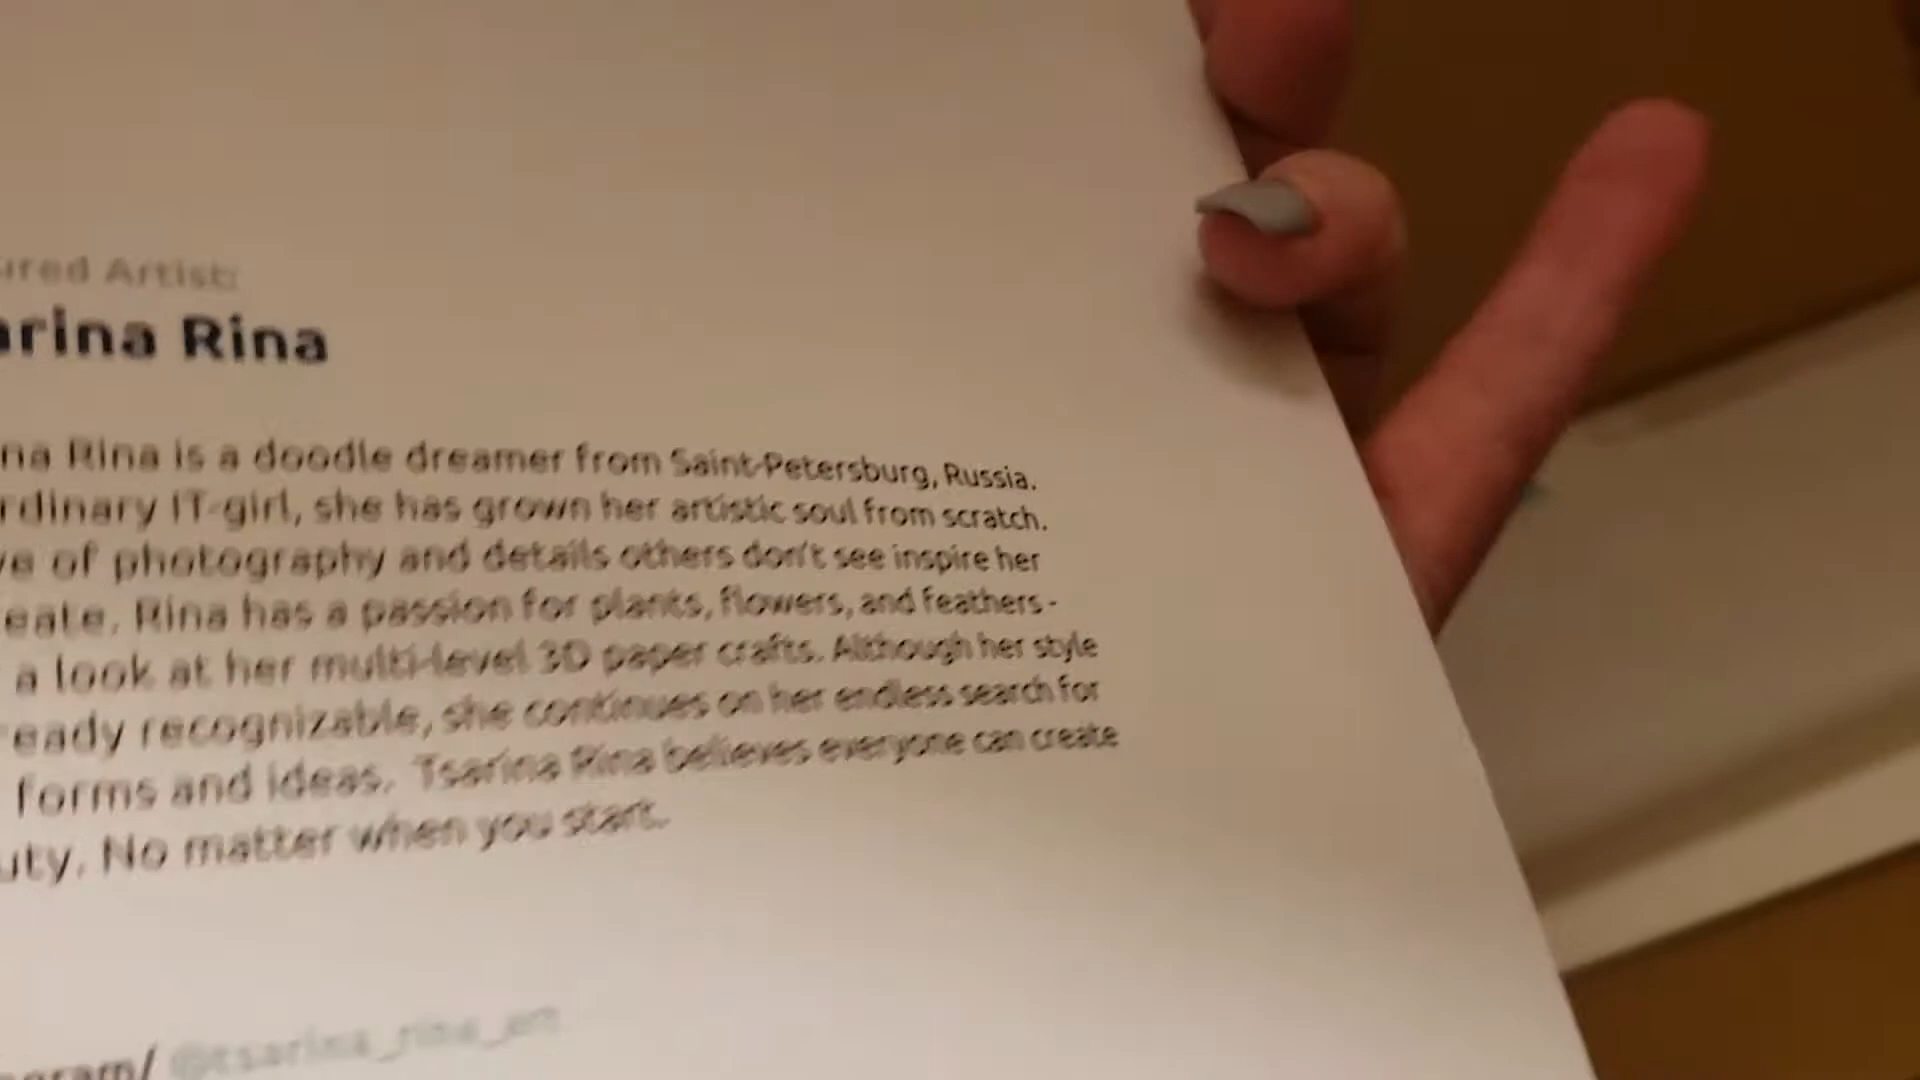 ured Artist:
arina Rina
na Rina is a doodle dreamer from Saint-Petersburg, Russia.
rdinary IT-girl, she has grown her artistic soul from scratch.
ve of photography and details others don't see inspire her
eate. Rina has a passion for plants, flowers, and feathers -
a look at her multi-level 3D paper crafts. Although her style
eady recognizable, she continues on her endless search for
forms and ideas. Tsarina Rina believes everyone can create
uty. No matter when you start.
gram/ @tsarina_rina_art